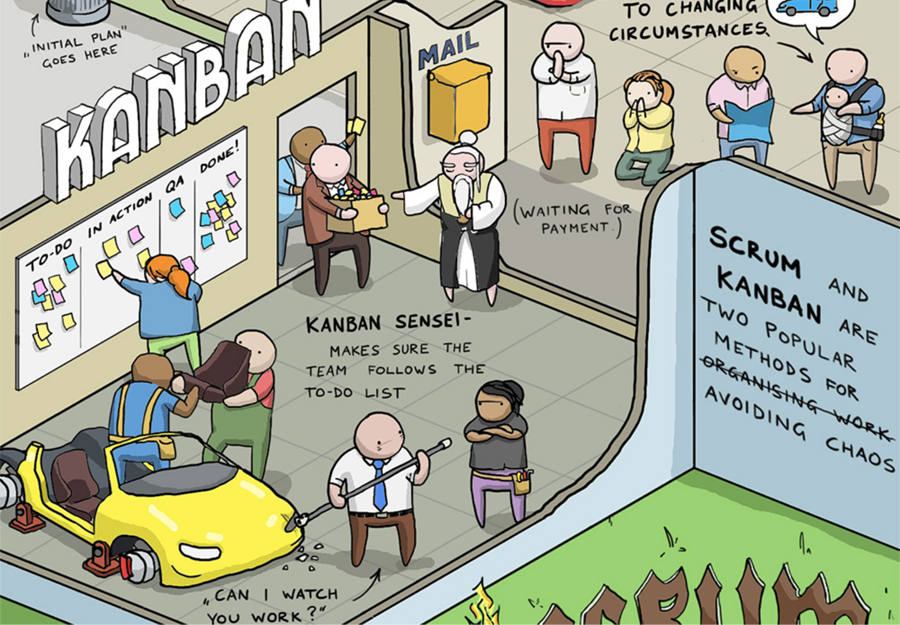 TO CHANGING
CIRCUMSTANCES.
„INITIAL PLAN"
GOES HERE
KANBAN
MAIL
TO-DO
IN ACTION
QA
DONE!
(WAITING FOR
PAYMENT.)
KANBAN SENSEI-
MAKES SURE THE
TEAM FOLLOWS THE
TO-DO LIST
SCRUM AND
KANBAN ARE
TWO POPULAR
METHODS FOR
ORGANISING WORK
AVOIDING CHAOS
„CAN I WATCH
YOU WORK?"
SCRUM